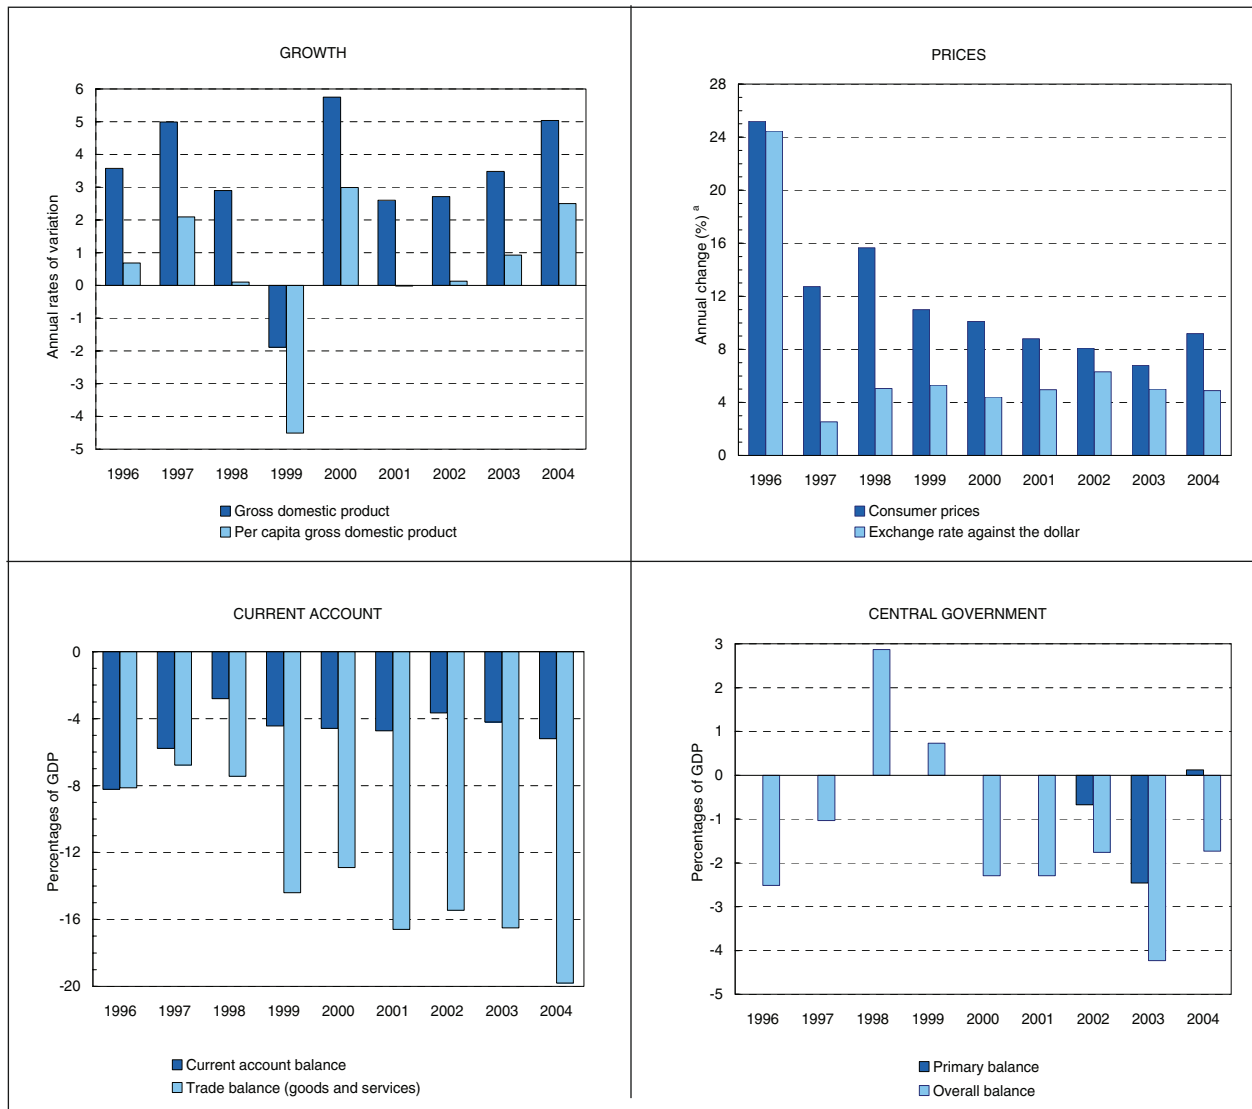 GROWTH
Annual rates of variation
6
5
4
3
2
1
0
-1
-2
-3
-4
-5
1996 1997 1998 1999 2000 2001 2002 2003 2004
Gross domestic product
Per capita gross domestic product
PRICES
Annual change (%) a
28
24
20
16
12
8
4
0
1996 1997 1998 1999 2000 2001 2002 2003 2004
Consumer prices
Exchange rate against the dollar
CURRENT ACCOUNT
Percentages of GDP
0
-4
-8
-12
-16
-20
1996 1997 1998 1999 2000 2001 2002 2003 2004
Current account balance
Trade balance (goods and services)
CENTRAL GOVERNMENT
Percentages of GDP
3
2
1
0
-1
-2
-3
-4
-5
1996 1997 1998 1999 2000 2001 2002 2003 2004
Primary balance
Overall balance